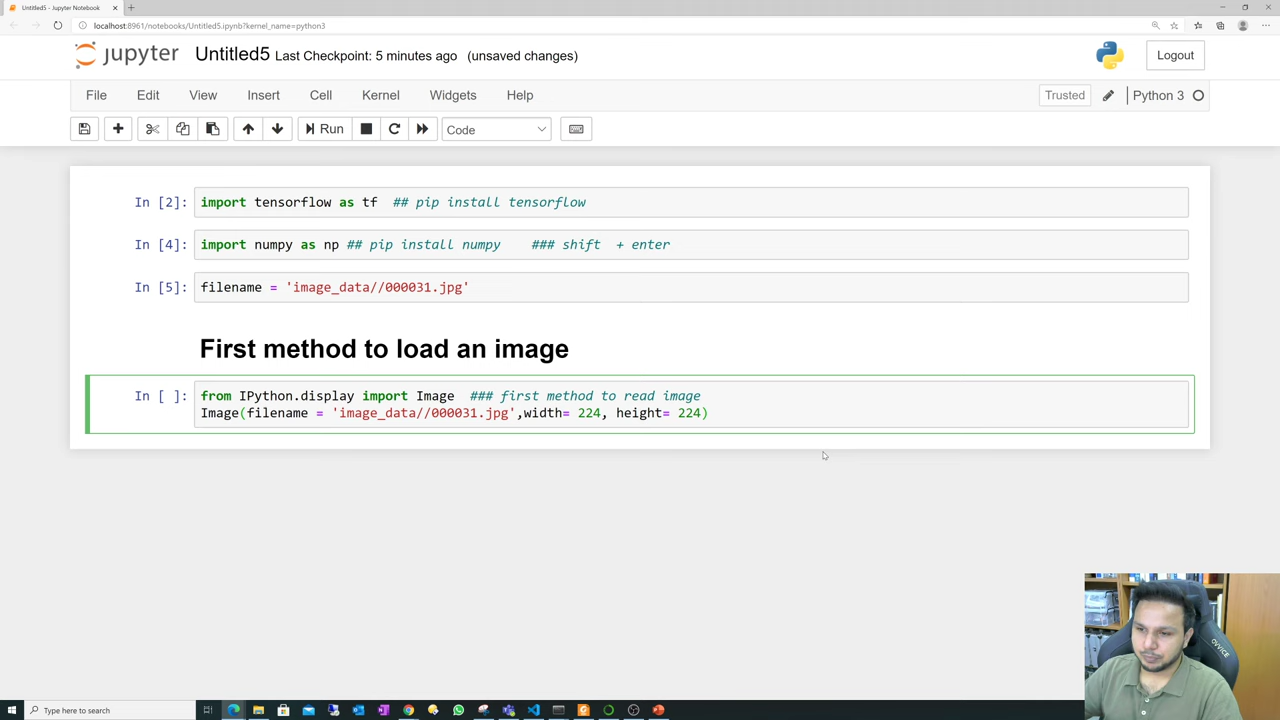 Untitled5 - Jupyter Notebook
localhost:8961/notebooks/Untitled5.ipynb?kernel_name=python3
jupyter Untitled5 Last Checkpoint: 5 minutes ago (unsaved changes)
Logout
File Edit View Insert Cell Kernel Widgets Help
Trusted Python 3
Run Code
In [2]: import tensorflow as tf ## pip install tensorflow
In [4]: import numpy as np ## pip install numpy ### shift + enter
In [5]: filename = 'image_data//000031.jpg'
First method to load an image
In [ ]: from IPython.display import Image ### first method to read image
Image(filename = 'image_data//000031.jpg',width= 224, height= 224)
OVVICE
Type here to search